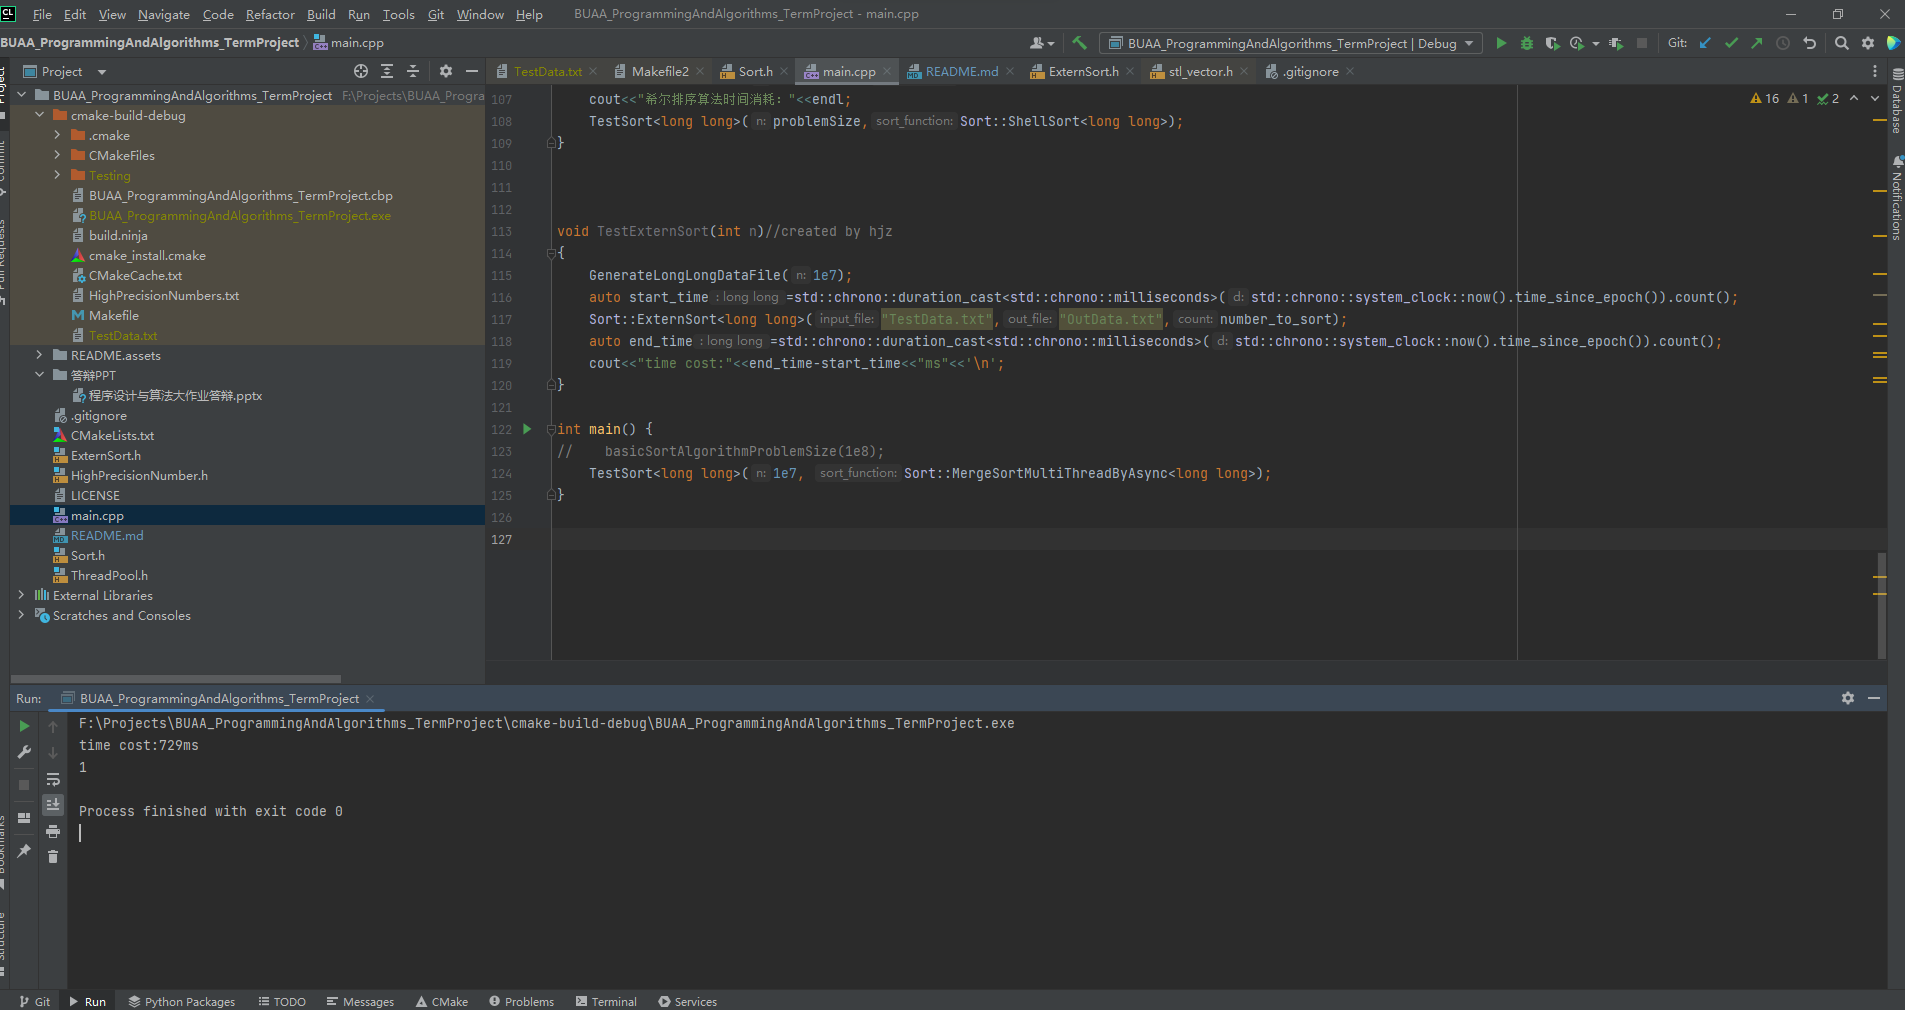 CL File Edit View Navigate Code Refactor Build Run Tools Git Window Help BUAA_ProgrammingAndAlgorithms_TermProject - main.cpp
BUAA_ProgrammingAndAlgorithms_TermProject main.cpp BUAA_ProgrammingAndAlgorithms_TermProject | Debug Git:
Project
TestData.txt Makefile2 Sort.h main.cpp README.md ExternSort.h stl_vector.h .gitignore
BUAA_ProgrammingAndAlgorithms_TermProject F:\Projects\BUAA_Progra
cmake-build-debug
.cmake
CMakeFiles
Testing
BUAA_ProgrammingAndAlgorithms_TermProject.cbp
BUAA_ProgrammingAndAlgorithms_TermProject.exe
build.ninja
cmake_install.cmake
CMakeCache.txt
HighPrecisionNumbers.txt
Makefile
TestData.txt
README.assets
答辩PPT
程序设计与算法大作业答辩.pptx
.gitignore
CMakeLists.txt
ExternSort.h
HighPrecisionNumber.h
LICENSE
main.cpp
README.md
Sort.h
ThreadPool.h
External Libraries
Scratches and Consoles
16 1 2
107 cout<<"希尔排序算法时间消耗："<<endl;
108 TestSort<long long>( n: problemSize, sort_function: Sort::ShellSort<long long>);
109 }
110
111
112
113 void TestExternSort(int n)//created by hjz
114 {
115 GenerateLongLongDataFile( n: 1e7);
116 auto start_time : long long =std::chrono::duration_cast<std::chrono::milliseconds>( d: std::chrono::system_clock::now().time_since_epoch()).count();
117 Sort::ExternSort<long long>( input_file: "TestData.txt", out_file: "OutData.txt", count: number_to_sort);
118 auto end_time : long long =std::chrono::duration_cast<std::chrono::milliseconds>( d: std::chrono::system_clock::now().time_since_epoch()).count();
119 cout<<"time cost:"<<end_time-start_time<<"ms"<<'\n';
120 }
121
122 int main() {
123 // basicSortAlgorithmProblemSize(1e8);
124 TestSort<long long>( n: 1e7, sort_function: Sort::MergeSortMultiThreadByAsync<long long>);
125 }
126
127
Database
Notifications
Project
Commit
Pull Requests
Bookmarks
Structure
Run: BUAA_ProgrammingAndAlgorithms_TermProject
F:\Projects\BUAA_ProgrammingAndAlgorithms_TermProject\cmake-build-debug\BUAA_ProgrammingAndAlgorithms_TermProject.exe
time cost:729ms
1
Process finished with exit code 0
Git Run Python Packages TODO Messages CMake Problems Terminal Services